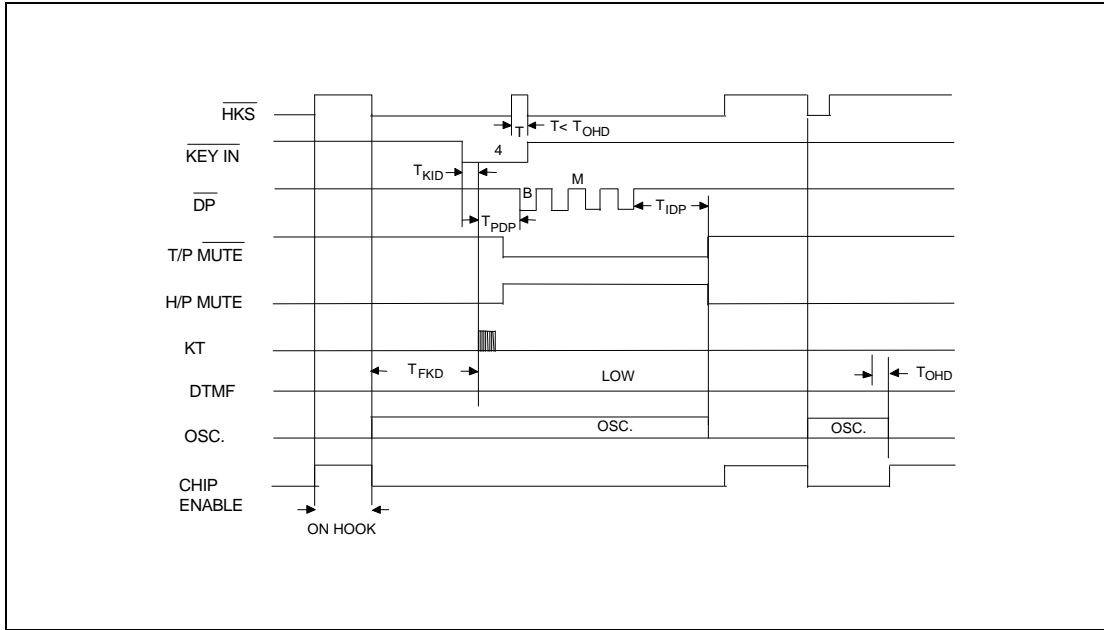 HKS
T T< TOHD
KEY IN
4
TKID
B M
DP
TIDP
TPDP
T/P MUTE
H/P MUTE
KT
TFKD
LOW
TOHD
DTMF
OSC. OSC.
OSC.
CHIP
ENABLE
ON HOOK